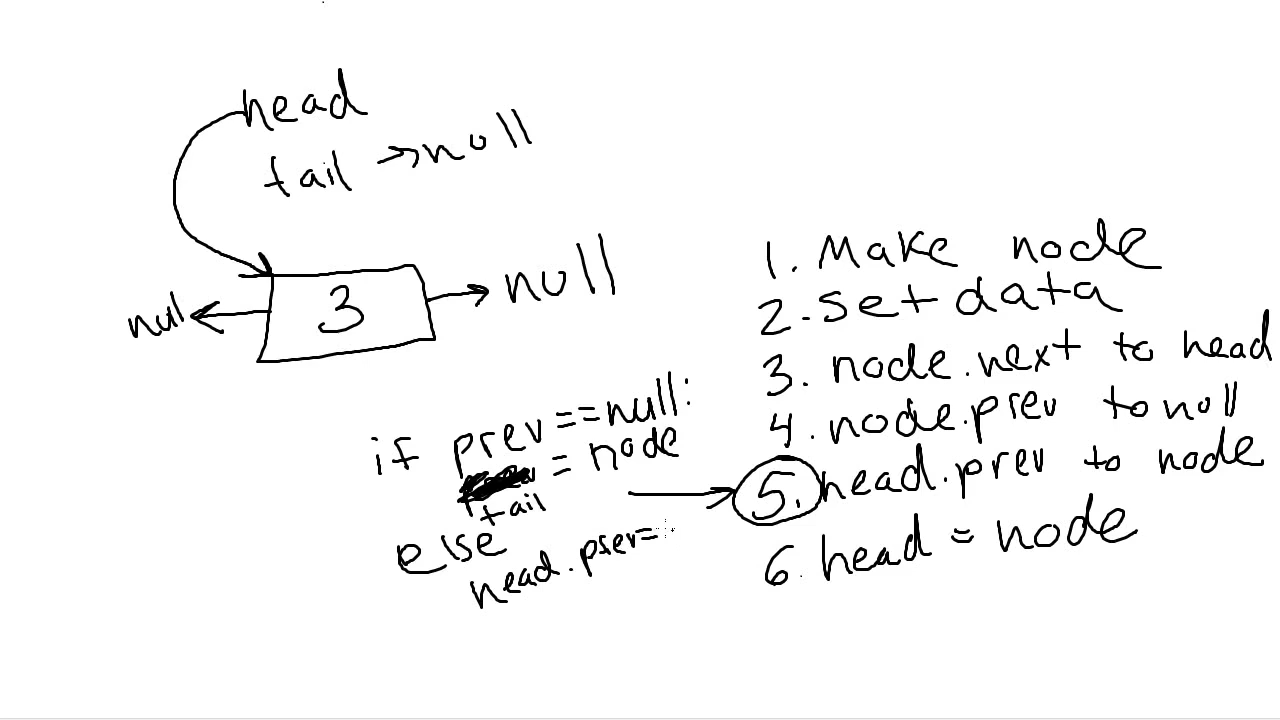 head
tail → null
null ← 3 → null
1. Make node
2. Set data
3. node.next to head
4. node.prev to null
5. head.prev to node
6. head = node
if prev == null:
= node
tail
else
head.prev=